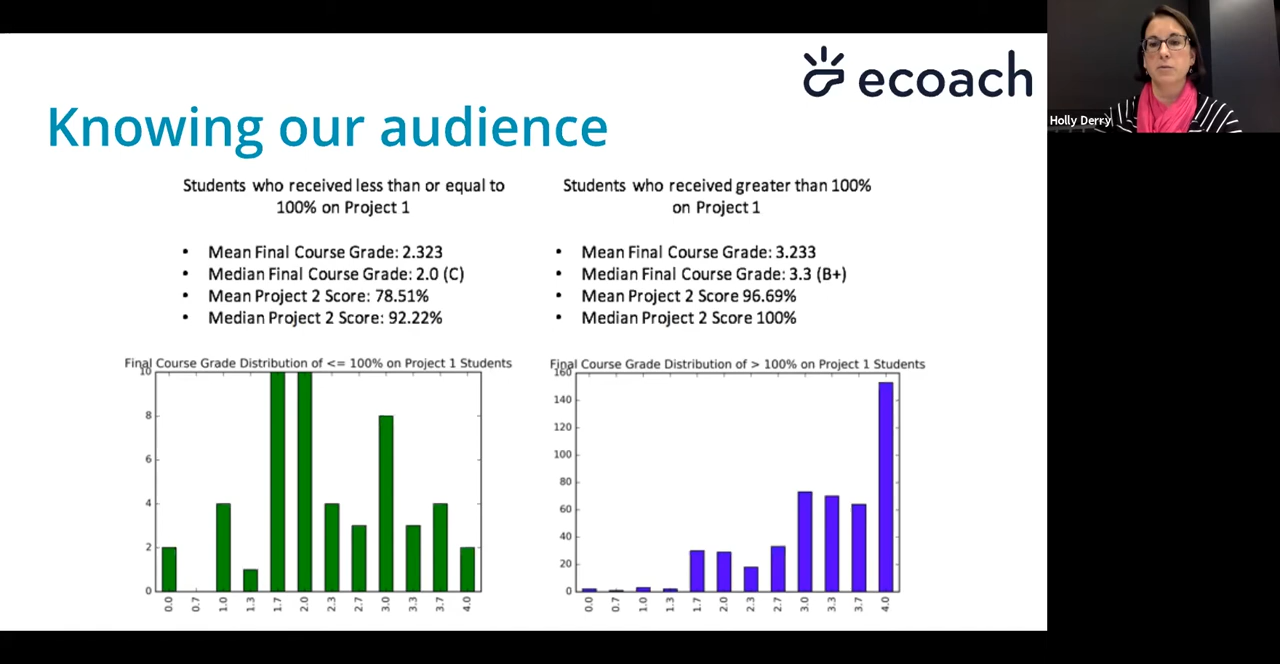 ecoach
Holly Derry
Knowing our audience
Students who received less than or equal to
100% on Project 1
• Mean Final Course Grade: 2.323
• Median Final Course Grade: 2.0 (C)
• Mean Project 2 Score: 78.51%
• Median Project 2 Score: 92.22%
Students who received greater than 100%
on Project 1
• Mean Final Course Grade: 3.233
• Median Final Course Grade: 3.3 (B+)
• Mean Project 2 Score 96.69%
• Median Project 2 Score 100%
Final Course Grade Distribution of <= 100% on Project 1 Students
10
8
6
4
2
0
0.0 0.7 1.0 1.3 1.7 2.0 2.3 2.7 3.0 3.3 3.7 4.0
Final Course Grade Distribution of > 100% on Project 1 Students
160
140
120
100
80
60
40
20
0
0.0 0.7 1.0 1.3 1.7 2.0 2.3 2.7 3.0 3.3 3.7 4.0